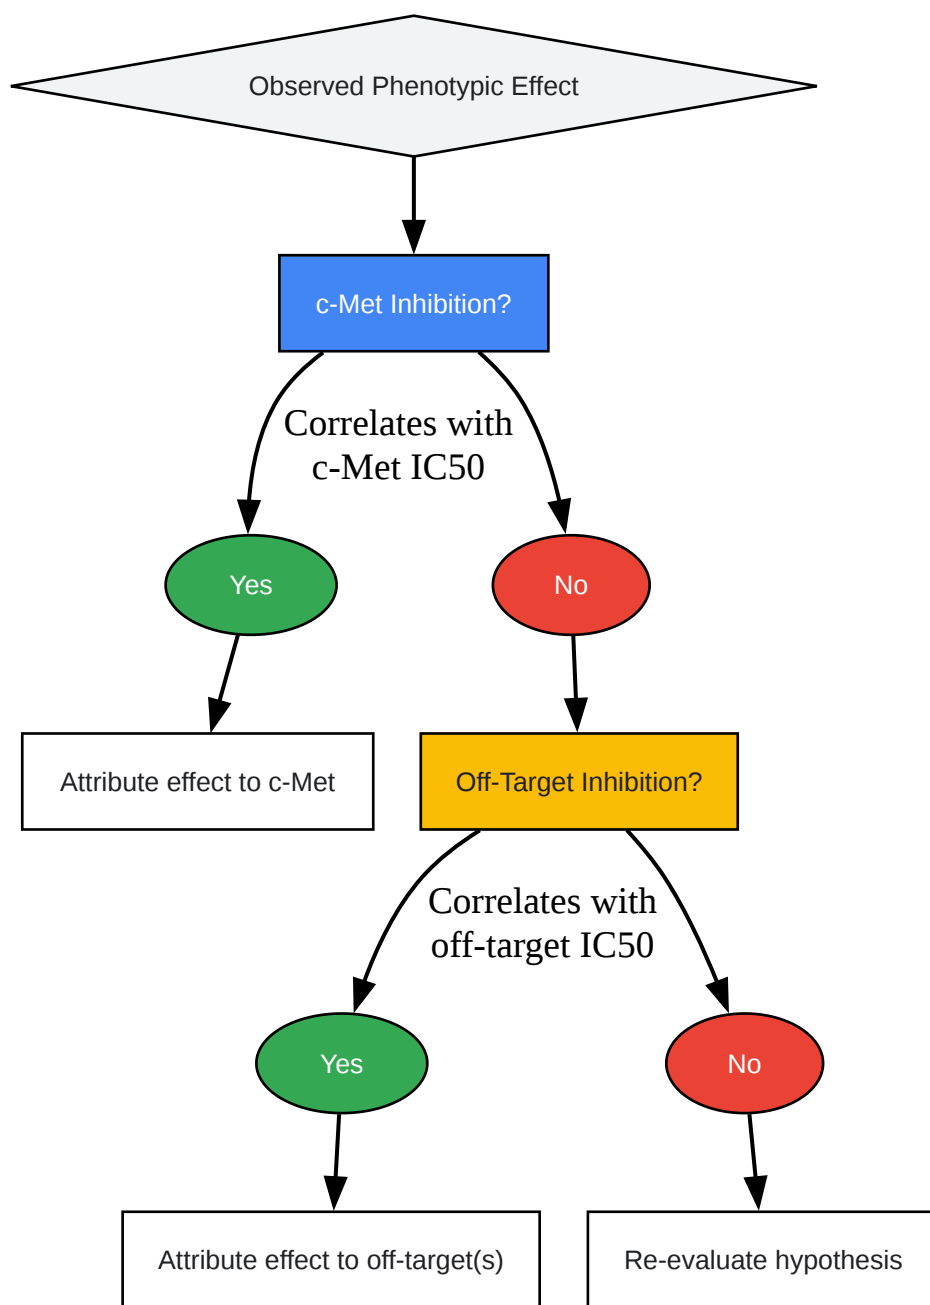 Observed Phenotypic Effect
c-Met Inhibition?
Correlates with
c-Met IC50
Yes
No
Attribute effect to c-Met
Off-Target Inhibition?
Correlates with
off-target IC50
Yes
No
Attribute effect to off-target(s)
Re-evaluate hypothesis